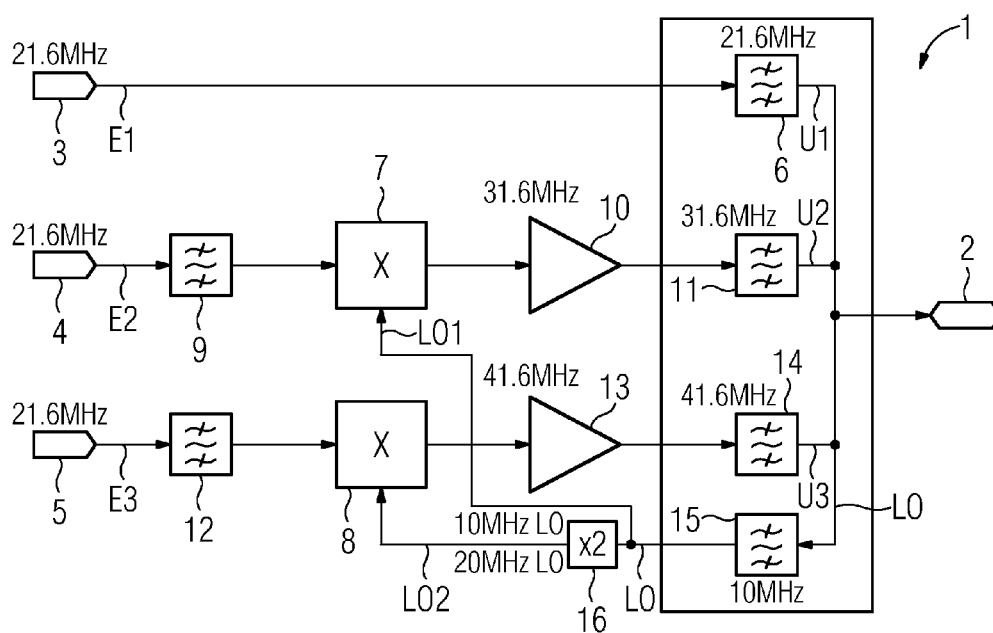 1
21.6MHz
21.6MHz
3
E1
6
U1
7
31.6MHz
10
21.6MHz
31.6MHz
U2
X
2
4
E2
9
11
LO1
41.6MHz
13
14
21.6MHz
41.6MHz
X
5
E3
12
8
U3
15
LO
10MHz LO
x2
20MHz LO
LO2
16
LO
10MHz